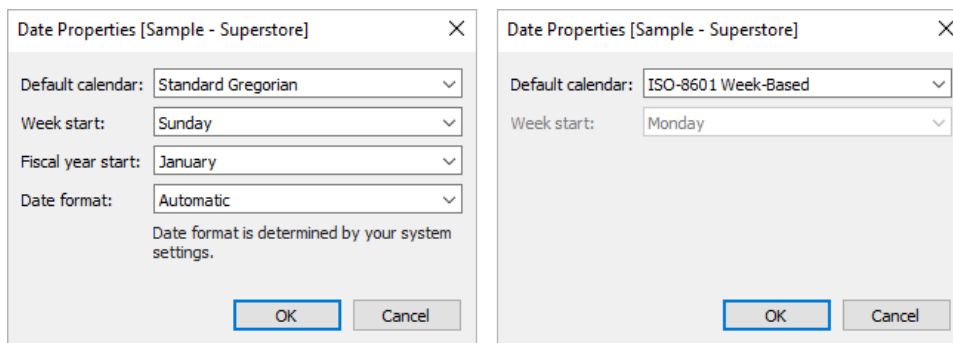 Date Properties [Sample - Superstore]
Default calendar: Standard Gregorian
Week start: Sunday
Fiscal year start: January
Date format: Automatic
Date format is determined by your system
settings.
OK Cancel
Date Properties [Sample - Superstore]
Default calendar: ISO-8601 Week-Based
Week start: Monday
OK Cancel